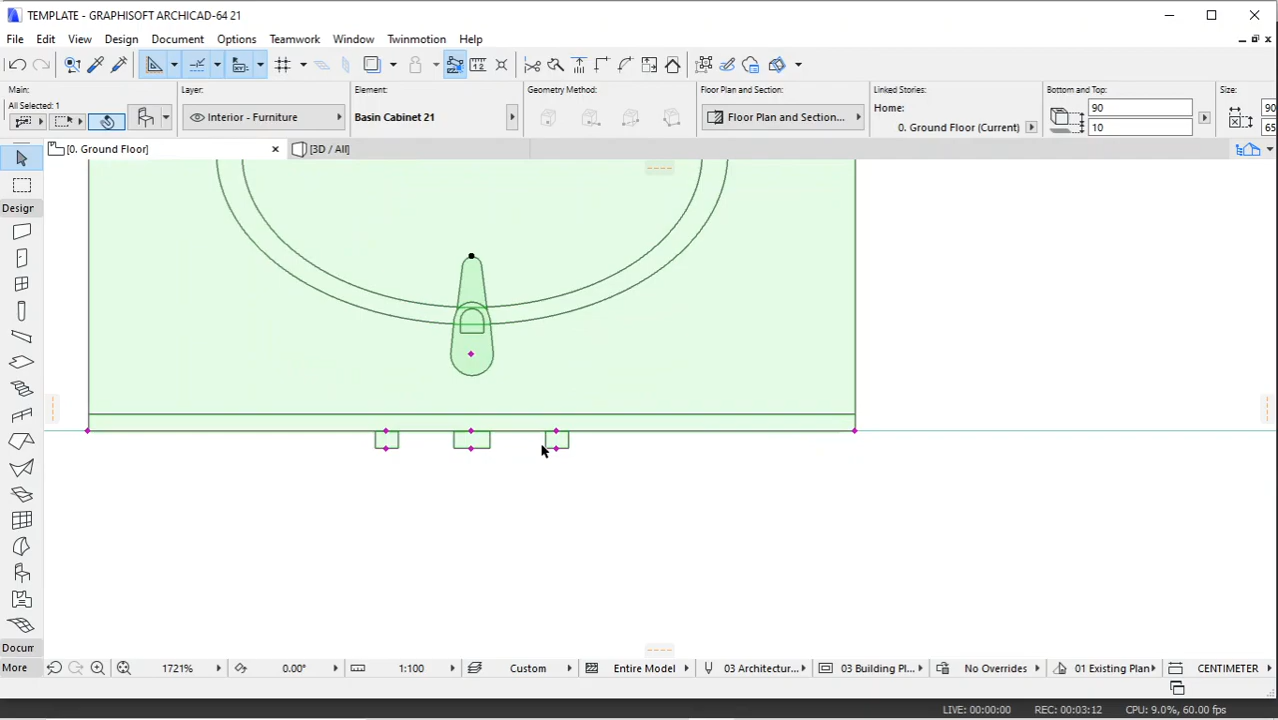 TEMPLATE - GRAPHISOFT ARCHICAD-64 21
File Edit View Design Document Options Teamwork Window Twinmotion Help
Main:
All Selected: 1
Layer:
Interior - Furniture
Element:
Basin Cabinet 21
Geometry Method:
Floor Plan and Section:
Floor Plan and Section...
Linked Stories:
Home:
0. Ground Floor (Current)
Bottom and Top:
90
10
Size:
90
65
[0. Ground Floor]
[3D / All]
Design
Docum
More
1721%
0.00°
1:100
Custom
Entire Model
03 Architectur...
03 Building Pl...
No Overrides
01 Existing Plan
CENTIMETER
LIVE: 00:00:00 REC: 00:03:12 CPU: 9.0%, 60.00 fps